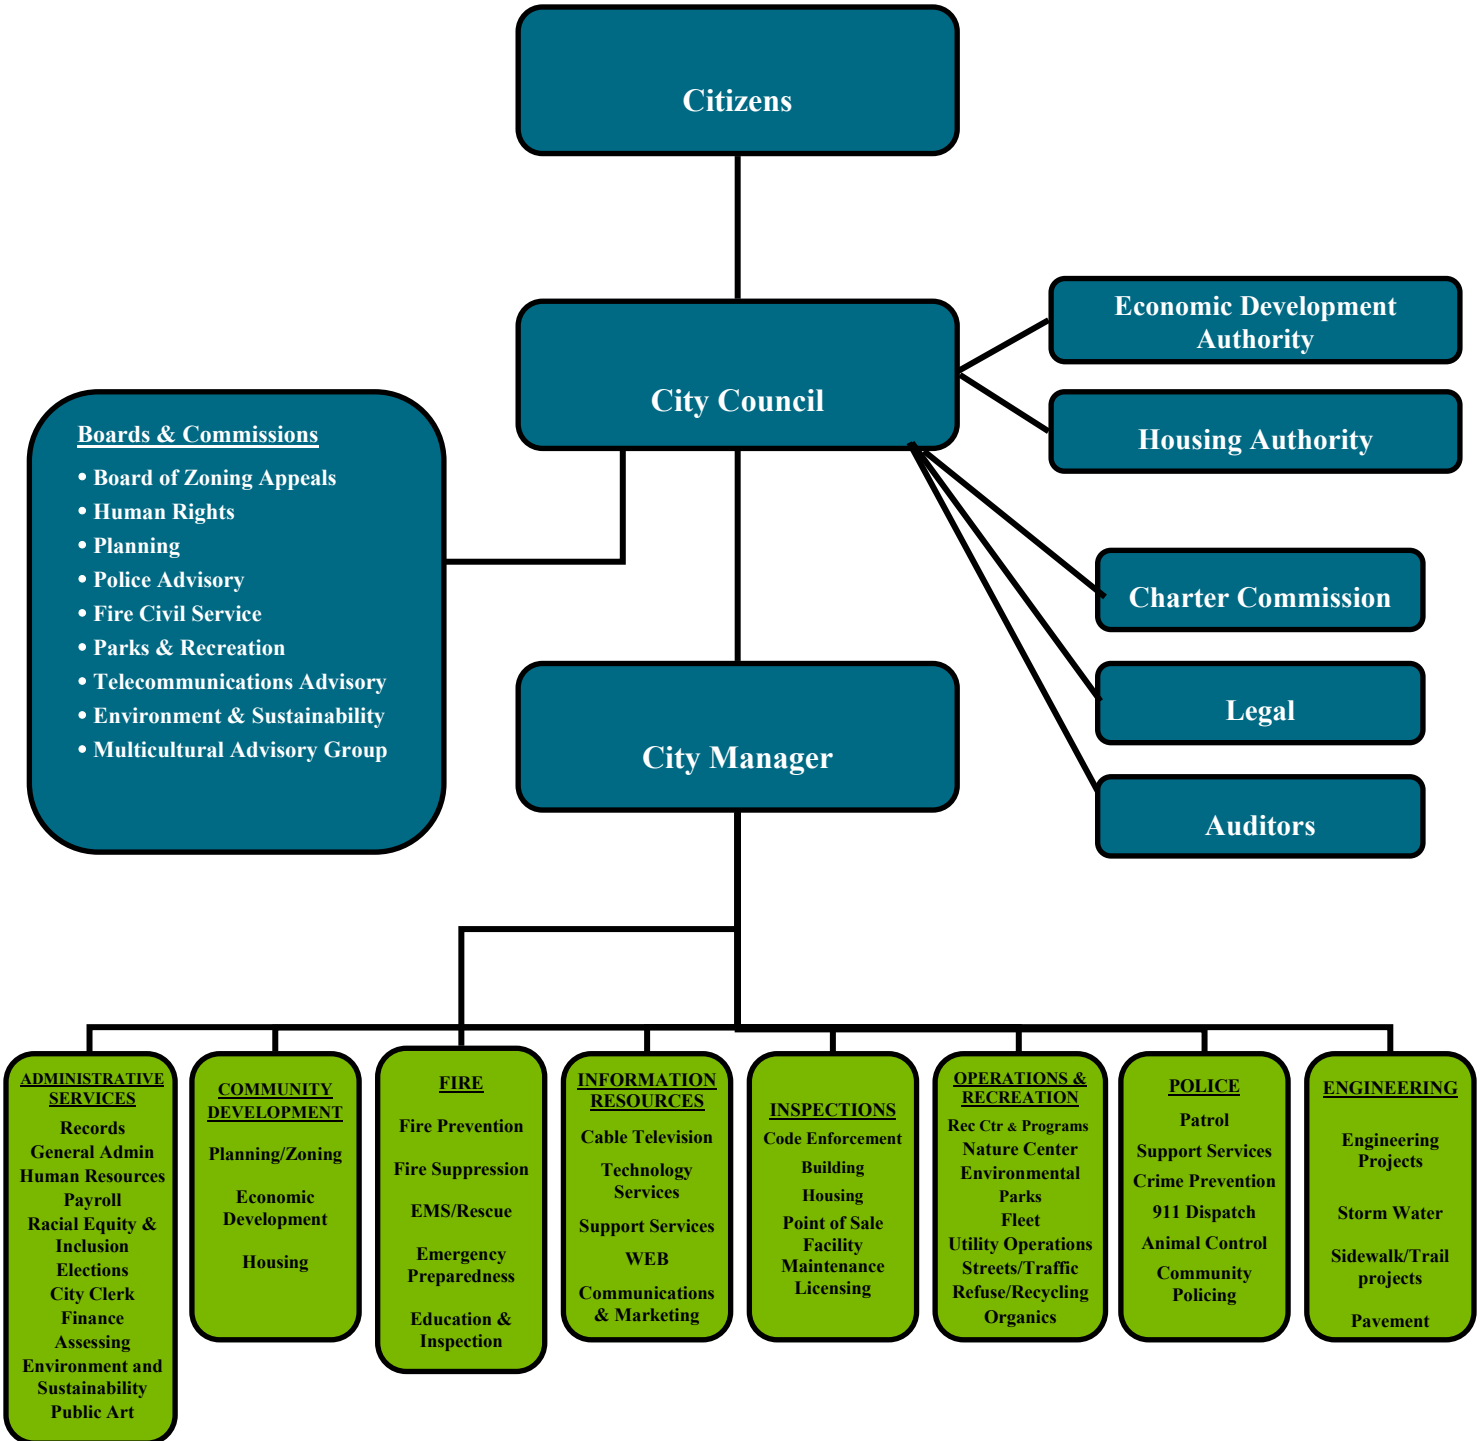 Citizens
Economic Development
Authority
City Council
Housing Authority
Boards & Commissions
• Board of Zoning Appeals
• Human Rights
• Planning
• Police Advisory
• Fire Civil Service
• Parks & Recreation
• Telecommunications Advisory
• Environment & Sustainability
• Multicultural Advisory Group
Charter Commission
Legal
City Manager
Auditors
ADMINISTRATIVE
SERVICES
Records
General Admin
Human Resources
Payroll
Racial Equity &
Inclusion
Elections
City Clerk
Finance
Assessing
Environment and
Sustainability
Public Art
COMMUNITY
DEVELOPMENT
Planning/Zoning
Economic
Development
Housing
FIRE
Fire Prevention
Fire Suppression
EMS/Rescue
Emergency
Preparedness
Education &
Inspection
INFORMATION
RESOURCES
Cable Television
Technology
Services
Support Services
WEB
Communications
& Marketing
INSPECTIONS
Code Enforcement
Building
Housing
Point of Sale
Facility
Maintenance
Licensing
OPERATIONS &
RECREATION
Rec Ctr & Programs
Nature Center
Environmental
Parks
Fleet
Utility Operations
Streets/Traffic
Refuse/Recycling
Organics
POLICE
Patrol
Support Services
Crime Prevention
911 Dispatch
Animal Control
Community
Policing
ENGINEERING
Engineering
Projects
Storm Water
Sidewalk/Trail
projects
Pavement